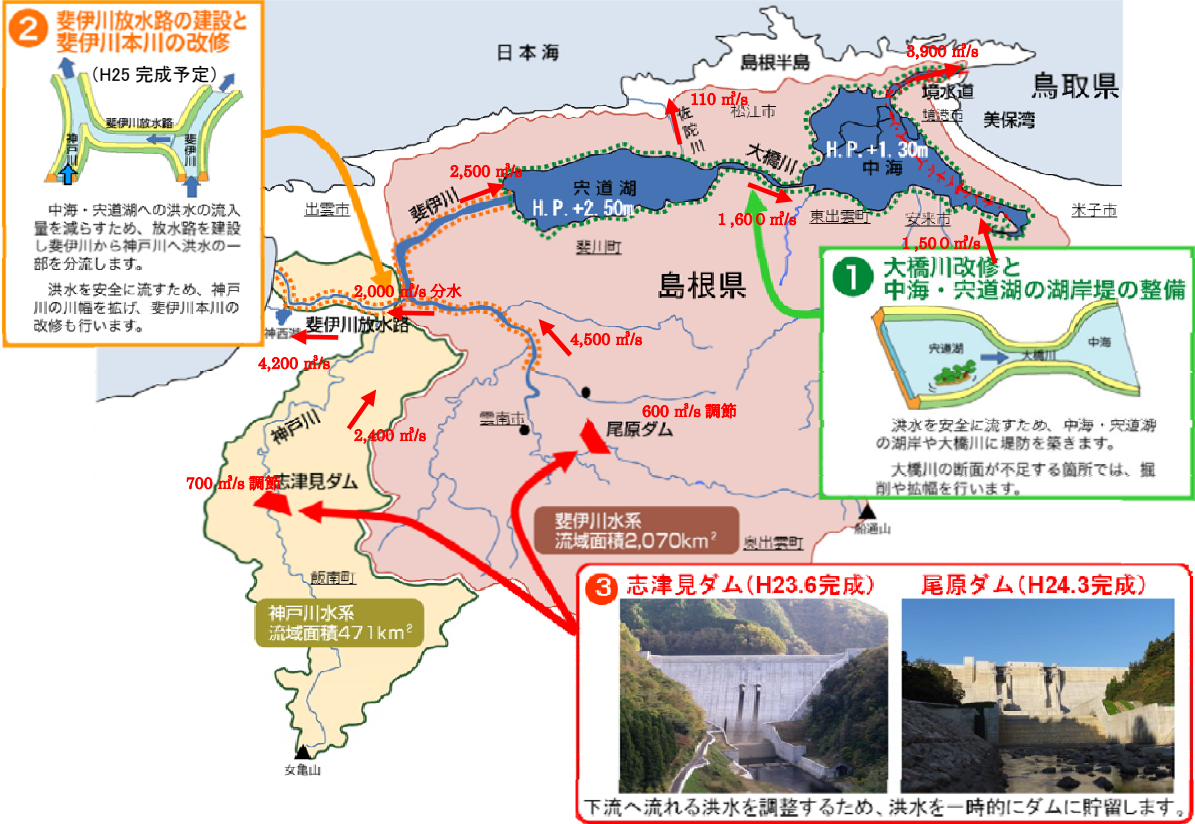 ② 斐伊川放水路の建設と
斐伊川本川の改修
(H25 完成予定)
斐伊川放水路
神戸川
斐伊川
中海・宍道湖への洪水の流入
量を減らすため、放水路を建設
し斐伊川から神戸川へ洪水の一
部を分流します。
洪水を安全に流すため、神戸
川の川幅を拡げ、斐伊川本川の
改修も行います。
日本海
島根半島
3,900 ㎥/s
境水道
境港市
鳥取県
美保湾
110 ㎥/s
佐陀川
松江市
大橋川
H.P.+1.30m
中海
2,500 ㎥/s
斐伊川
宍道湖
H.P.+2.50m
1,600 ㎥/s
東出雲町
安来市
米子市
1,500 ㎥/s
出雲市
斐川町
島根県
2,000 ㎥/s 分水
斐伊川放水路
神西湖
4,200 ㎥/s
4,500 ㎥/s
神戸川
2,400 ㎥/s
雲南市
600 ㎥/s 調節
尾原ダム
700 ㎥/s 調節
志津見ダム
斐伊川水系
流域面積2,070km²
奥出雲町
船通山
飯南町
神戸川水系
流域面積471km²
女亀山
① 大橋川改修と
中海・宍道湖の湖岸堤の整備
宍道湖
大橋川
中海
洪水を安全に流すため、中海・宍道湖
の湖岸や大橋川に堤防を築きます。
大橋川の断面が不足する箇所では、掘
削や拡幅を行います。
③ 志津見ダム(H23.6完成)
尾原ダム(H24.3完成)
下流へ流れる洪水を調整するため、洪水を一時的にダムに貯留します。